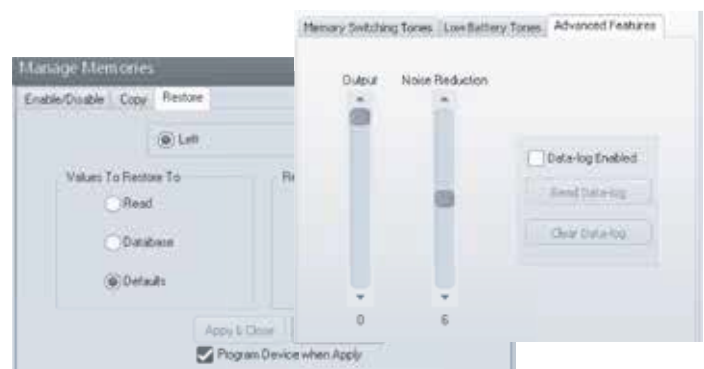 Memory Switching Tones Low Battery Tones Advanced Features
Manage Memories
Enable/Disable Copy Restore
Left
Values To Restore To
Read
Database
Defaults
Apply & Close
Program Device when Apply
Output Noise Reduction
0 6
Data-log Enabled
Read Data-log
Clear Data-log